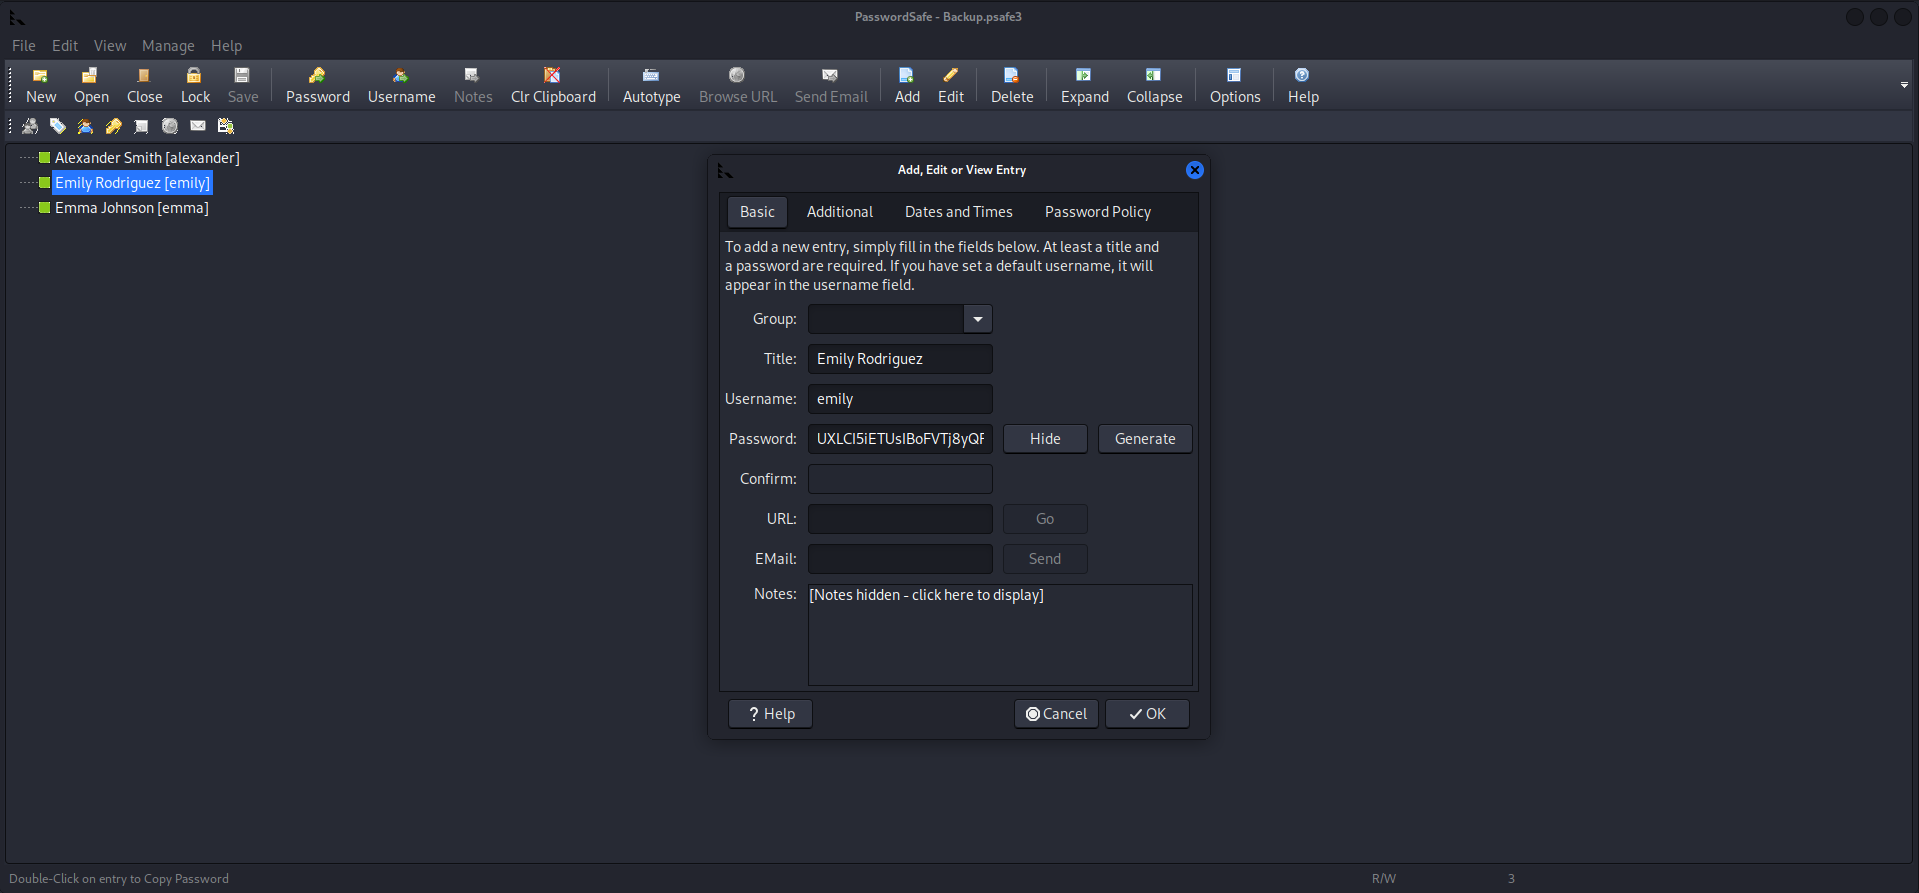 PasswordSafe - Backup.psafe3
File Edit View Manage Help
New Open Close Lock Save Password Username Notes Clr Clipboard Autotype Browse URL Send Email Add Edit Delete Expand Collapse Options Help
Alexander Smith [alexander]
Emily Rodriguez [emily]
Emma Johnson [emma]
Add, Edit or View Entry
Basic Additional Dates and Times Password Policy
To add a new entry, simply fill in the fields below. At least a title and
a password are required. If you have set a default username, it will
appear in the username field.
Group:
Title: Emily Rodriguez
Username: emily
Password: UXLCI5iETUsIBoFVTj8yQF Hide Generate
Confirm:
URL: Go
EMail: Send
Notes: [Notes hidden - click here to display]
? Help Cancel OK
Double-Click on entry to Copy Password R/W 3